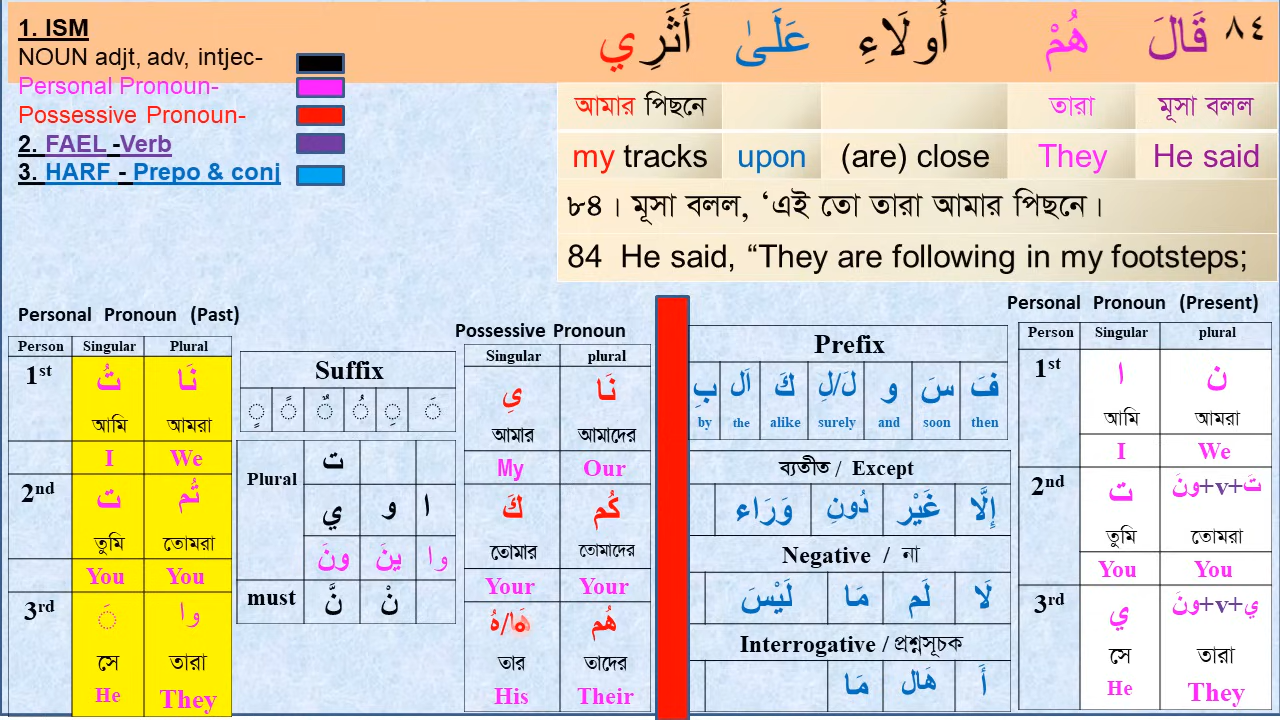 1. ISM
NOUN adjt, adv, intjec-
Personal Pronoun-
Possessive Pronoun-
2. FAEL -Verb
3. HARF - Prepo & conj
٨٤ قَالَ هُمْ أُولَاءِ عَلَىٰ أَثَرِي
আমার পিছনে তারা মূসা বলল
my tracks upon (are) close They He said
৮৪। মূসা বলল, ‘এই তো তারা আমার পিছনে।
84 He said, “They are following in my footsteps;
Personal Pronoun (Past)
Person Singular Plural
1st تُ نَا
আমি আমরা
I We
2nd ت تُم
তুমি তোমরা
You You
3rd َ وا
সে তারা
He They
Suffix
ٍ ً ٌ ُ ِ َ
Plural ت
ي و ا
ونَ ينَ وا
must نَّ نْ
Possessive Pronoun
Singular plural
يِ نَا
আমার আমাদের
My Our
كَ كُم
তোমার তোমাদের
Your Your
هَا/هُ هُم
তার তাদের
His Their
Prefix
بِ اَل كَ لَ/لِ و سَ فَ
by the alike surely and soon then
ব্যতীত / Except
وَرَاء دُونِ غَيْر إِلَّا
Negative / না
لَيْسَ مَا لَم لَا
Interrogative / প্রশ্নসূচক
مَا هَال أَ
Personal Pronoun (Present)
Person Singular plural
1st ا ن
আমি আমরা
I We
2nd ت تَ+v+ونَ
তুমি তোমরা
You You
3rd ي ي+v+ونَ
সে তারা
He They